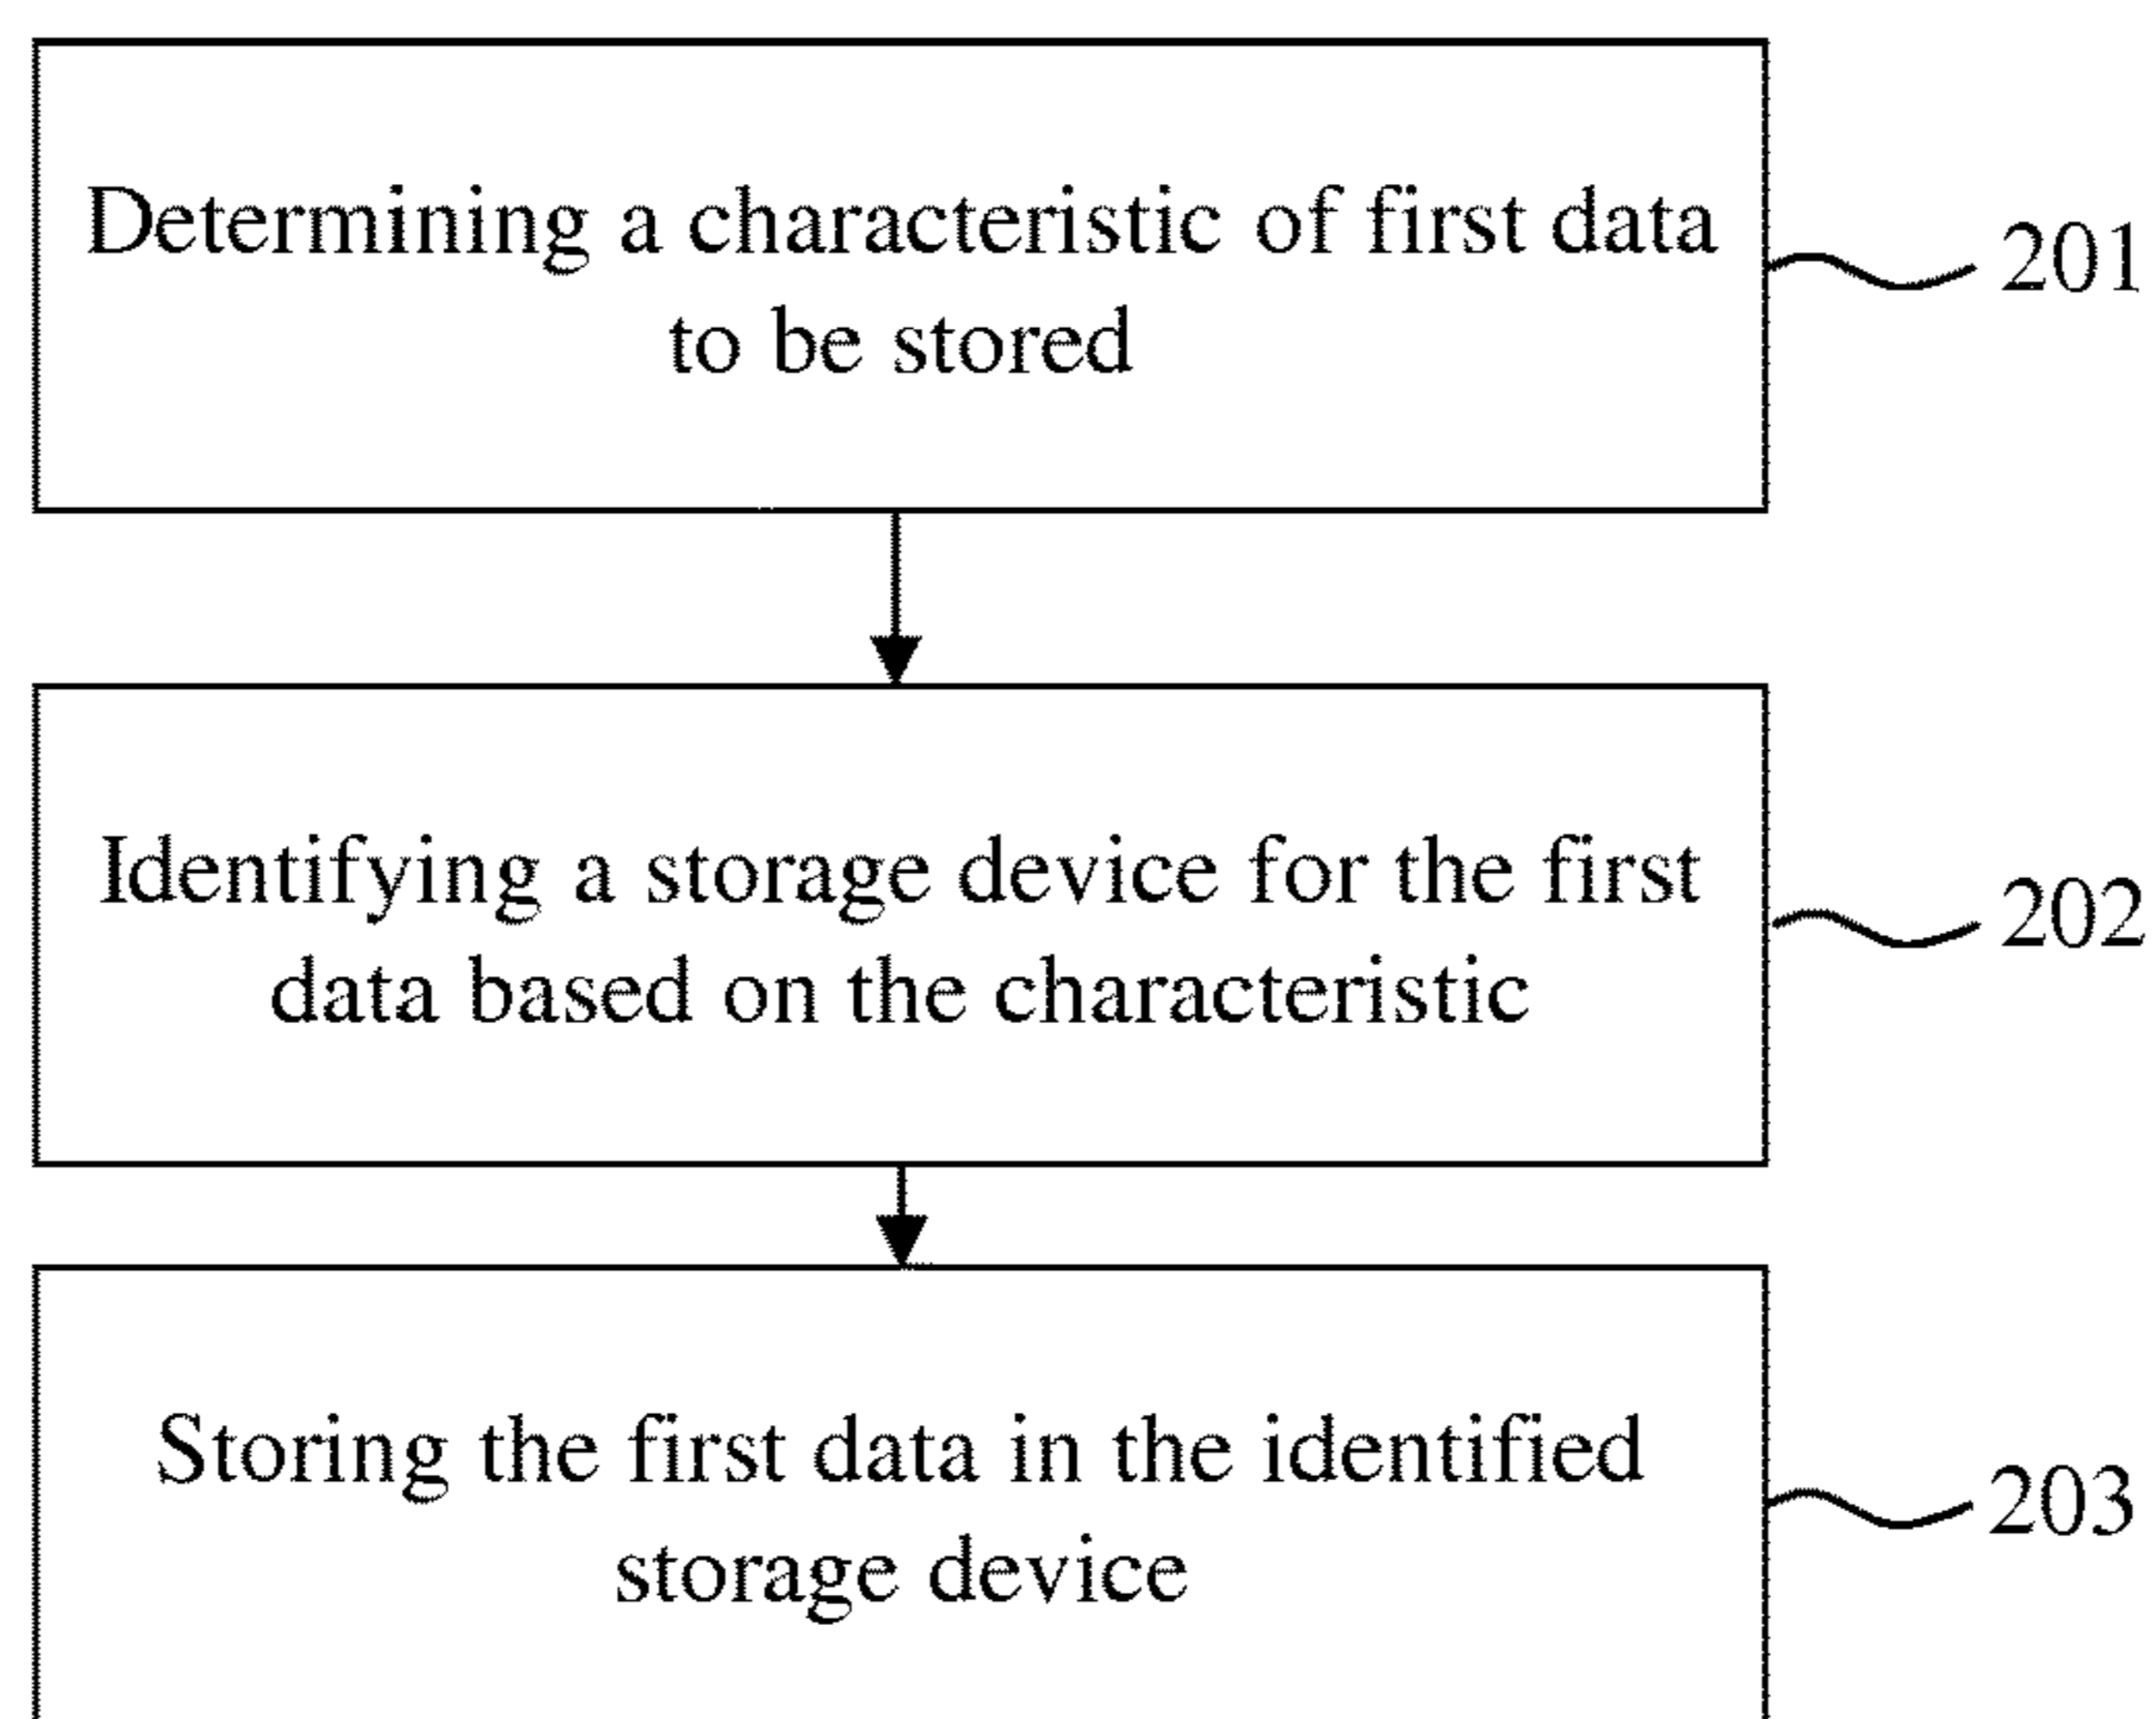 Determining a characteristic of first data
to be stored
201
Identifying a storage device for the first
data based on the characteristic
202
Storing the first data in the identified
storage device
203